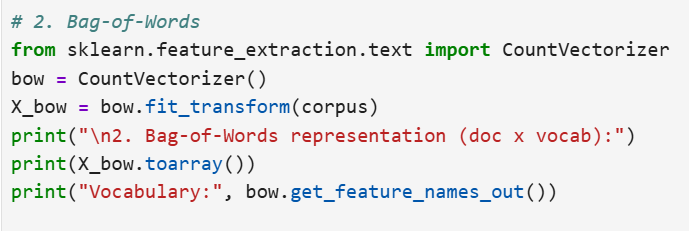 # 2. Bag-of-Words
from sklearn.feature_extraction.text import CountVectorizer
bow = CountVectorizer()
X_bow = bow.fit_transform(corpus)
print("\n2. Bag-of-Words representation (doc x vocab):")
print(X_bow.toarray())
print("Vocabulary:", bow.get_feature_names_out())